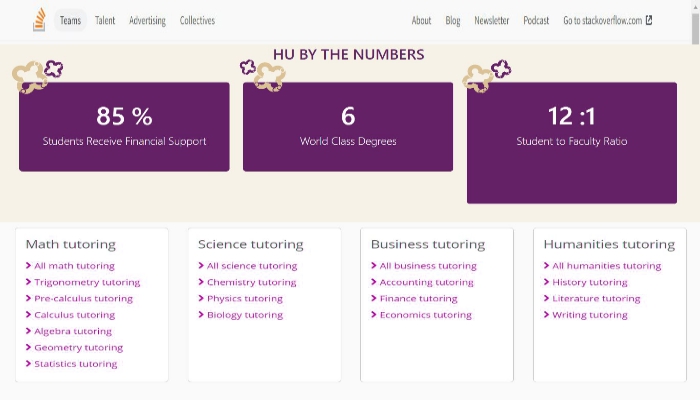 Teams Talent Advertising Collectives About Blog Newsletter Podcast Go to stackoverflow.com
HU BY THE NUMBERS
85 %
Students Receive Financial Support
6
World Class Degrees
12 :1
Student to Faculty Ratio
Math tutoring
All math tutoring
Trigonometry tutoring
Pre-calculus tutoring
Calculus tutoring
Algebra tutoring
Geometry tutoring
Statistics tutoring
Science tutoring
All science tutoring
Chemistry tutoring
Physics tutoring
Biology tutoring
Business tutoring
All business tutoring
Accounting tutoring
Finance tutoring
Economics tutoring
Humanities tutoring
All humanities tutoring
History tutoring
Literature tutoring
Writing tutoring